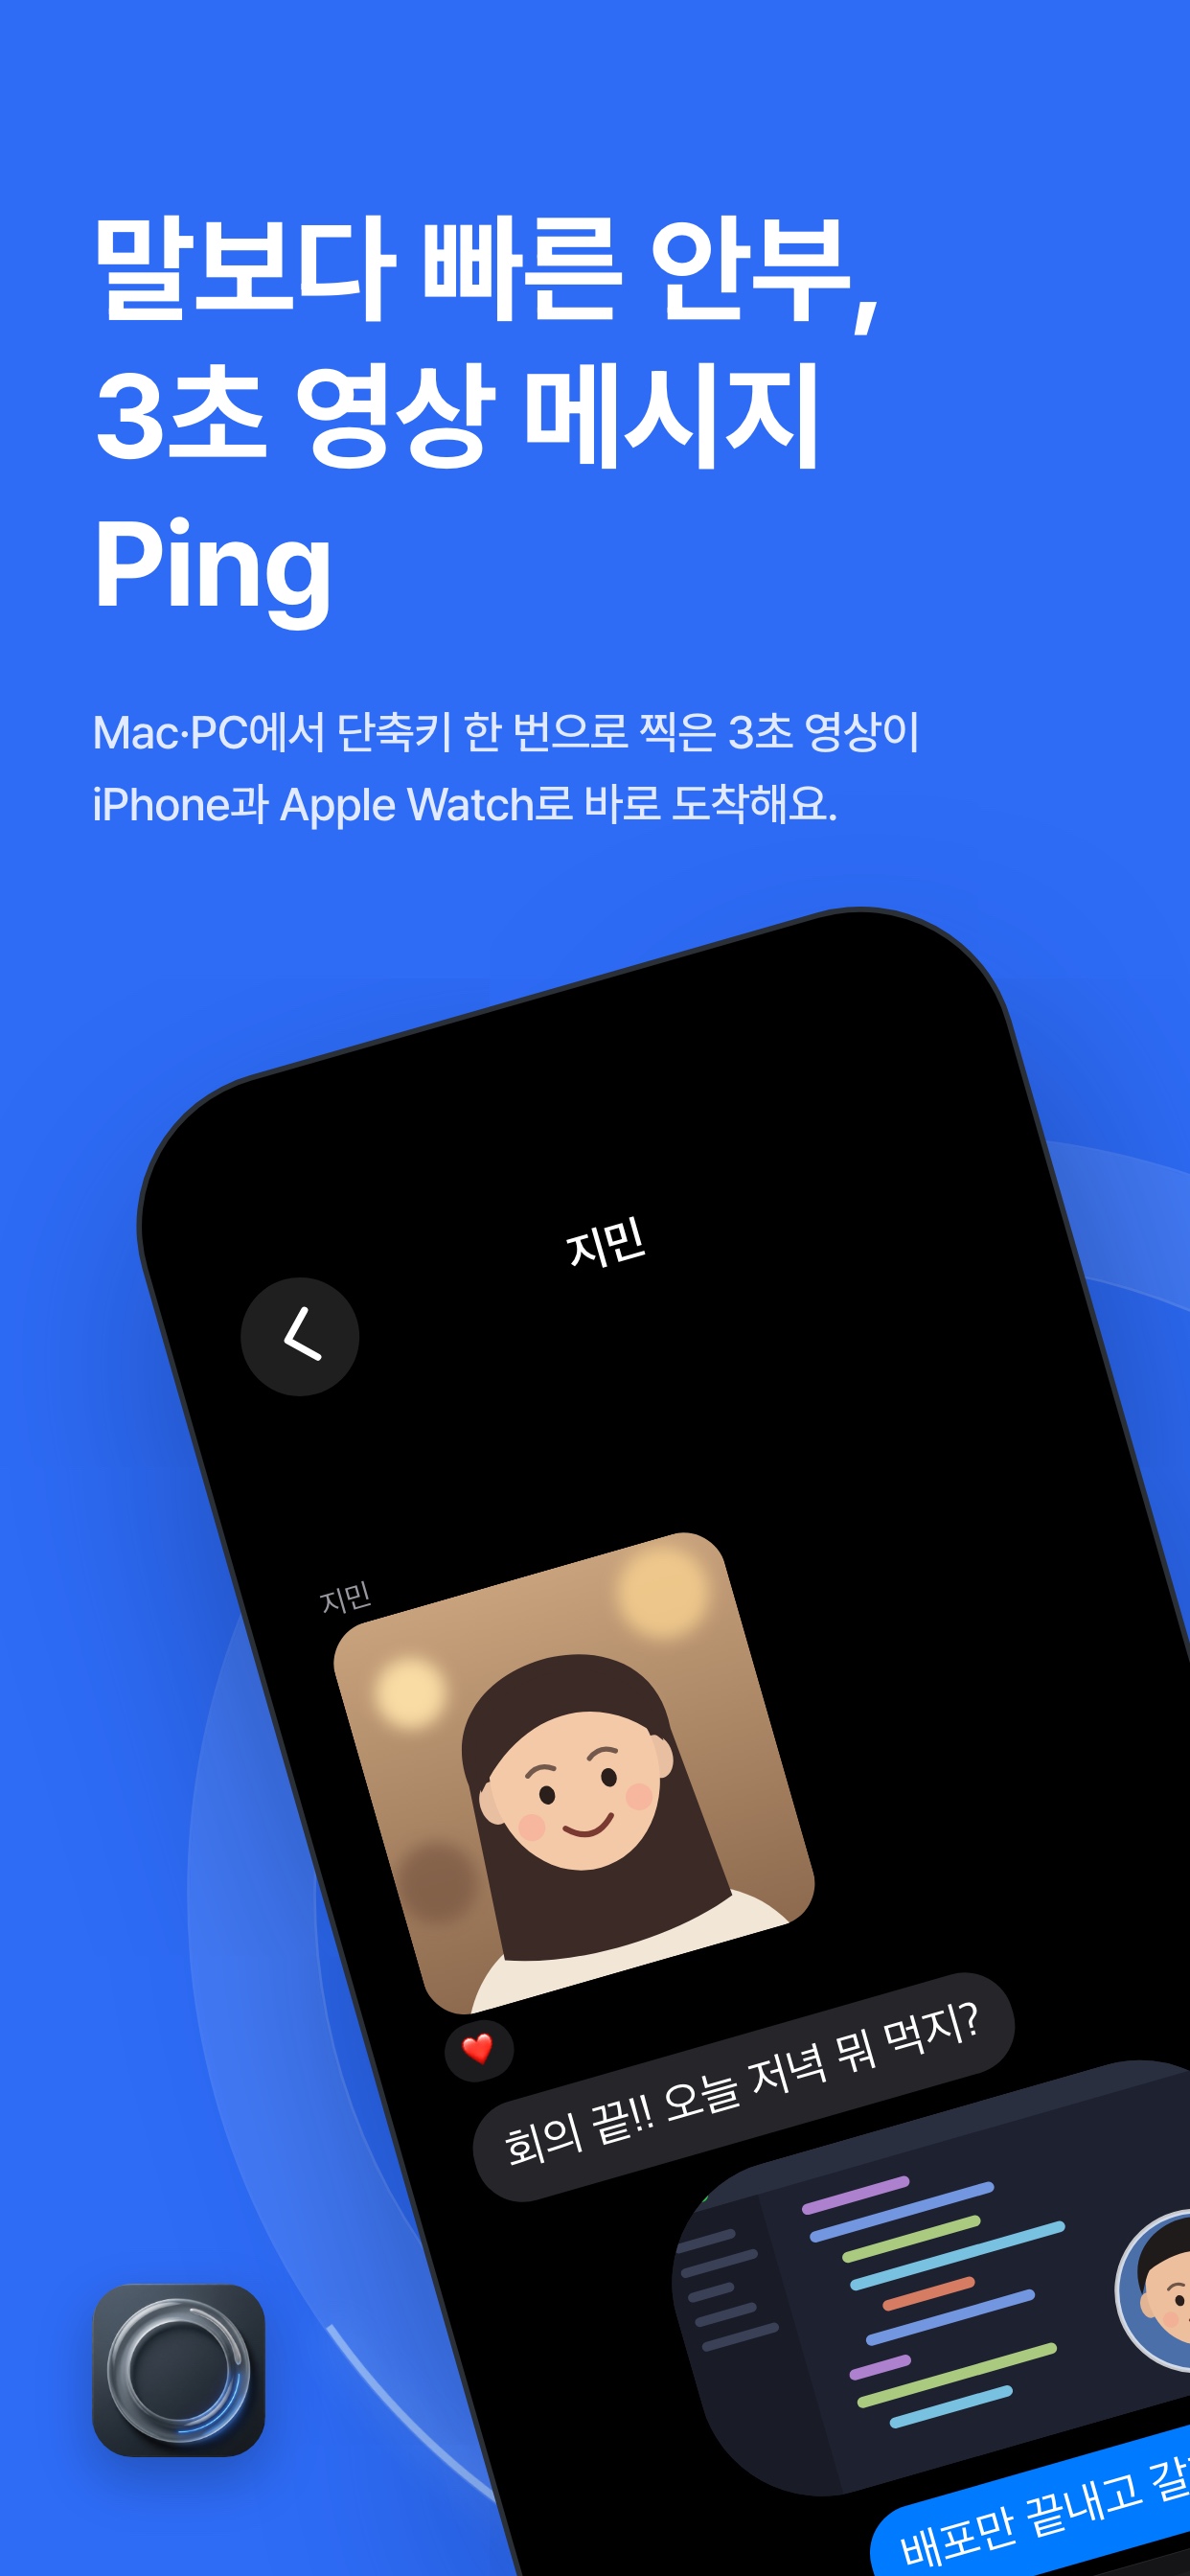 말보다 빠른 안부,
3초 영상 메시지
Ping
Mac·PC에서 단축키 한 번으로 찍은 3초 영상이
iPhone과 Apple Watch로 바로 도착해요.
지민
지민
회의 끝!! 오늘 저녁 뭐 먹지?
배포만 끝내고